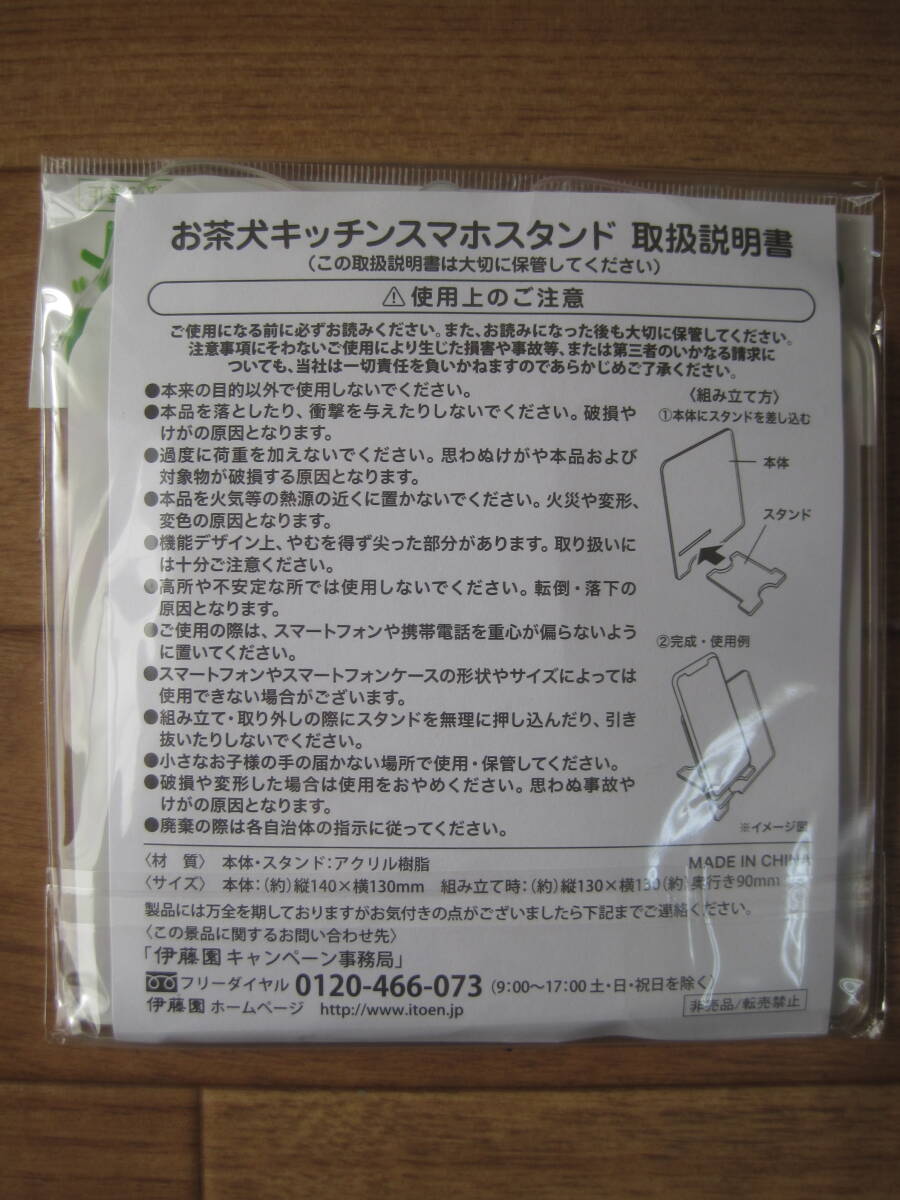 お茶犬キッチンスマホスタンド 取扱説明書
（この取扱説明書は大切に保管してください）
⚠使用上のご注意
ご使用になる前に必ずお読みください。また、お読みになった後も大切に保管してください。
注意事項にそわないご使用により生じた損害や事故等、または第三者のいかなる請求に
ついても、当社は一切責任を負いかねますのであらかじめご了承ください。
●本来の目的以外で使用しないでください。
●本品を落としたり、衝撃を与えたりしないでください。破損や
けがの原因となります。
●過度に荷重を加えないでください。思わぬけがや本品および
対象物が破損する原因となります。
●本品を火気等の熱源の近くに置かないでください。火災や変形、
変色の原因となります。
●機能デザイン上、やむを得ず尖った部分があります。取り扱いに
は十分ご注意ください。
●高所や不安定な所では使用しないでください。転倒・落下の
原因となります。
●ご使用の際は、スマートフォンや携帯電話を重心が偏らないよう
に置いてください。
●スマートフォンやスマートフォンケースの形状やサイズによっては
使用できない場合がございます。
●組み立て・取り外しの際にスタンドを無理に押し込んだり、引き
抜いたりしないでください。
●小さなお子様の手の届かない場所で使用・保管してください。
●破損や変形した場合は使用をおやめください。思わぬ事故や
けがの原因となります。
●廃棄の際は各自治体の指示に従ってください。
〈組み立て方〉
①本体にスタンドを差し込む
本体
スタンド
②完成・使用例
※イメージ図
〈材　質〉 本体・スタンド：アクリル樹脂 MADE IN CHINA
〈サイズ〉 本体：（約）縦140×横130mm 組み立て時：（約）縦130×横130（約）奥行き90mm
製品には万全を期しておりますがお気付きの点がございましたら下記までご連絡ください。
〈この景品に関するお問い合わせ先〉
「伊藤園キャンペーン事務局」
フリーダイヤル 0120-466-073（9:00〜17:00 土・日・祝日を除く）
伊藤園 ホームページ http://www.itoen.jp
非売品/転売禁止